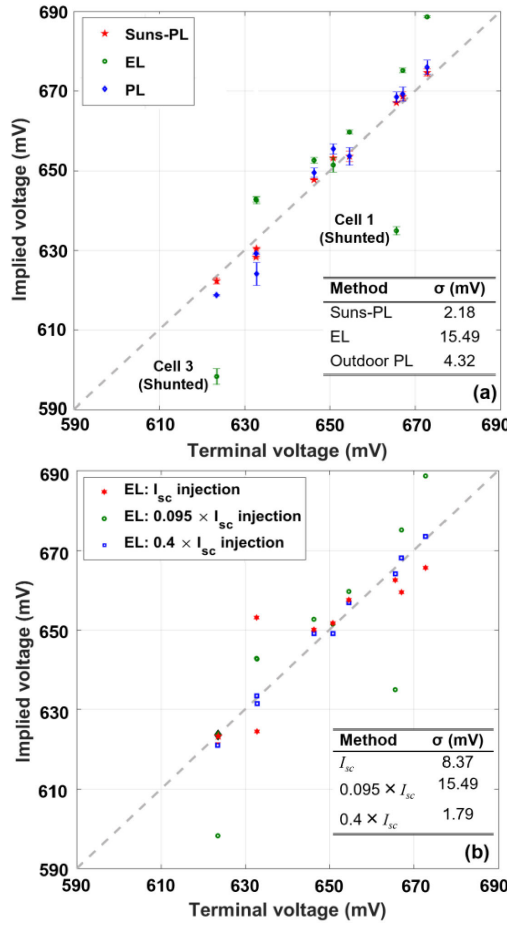 690
670
650
630
610
590
Implied voltage (mV)
Suns-PL
EL
PL
Cell 1
(Shunted)
Cell 3
(Shunted)
Method σ (mV)
Suns-PL 2.18
EL 15.49
Outdoor PL 4.32
(a)
590 610 630 650 670 690
Terminal voltage (mV)
690
670
650
630
610
590
Implied voltage (mV)
EL: Isc injection
EL: 0.095 × Isc injection
EL: 0.4 × Isc injection
Method σ (mV)
Isc 8.37
0.095 × Isc 15.49
0.4 × Isc 1.79
(b)
590 610 630 650 670 690
Terminal voltage (mV)